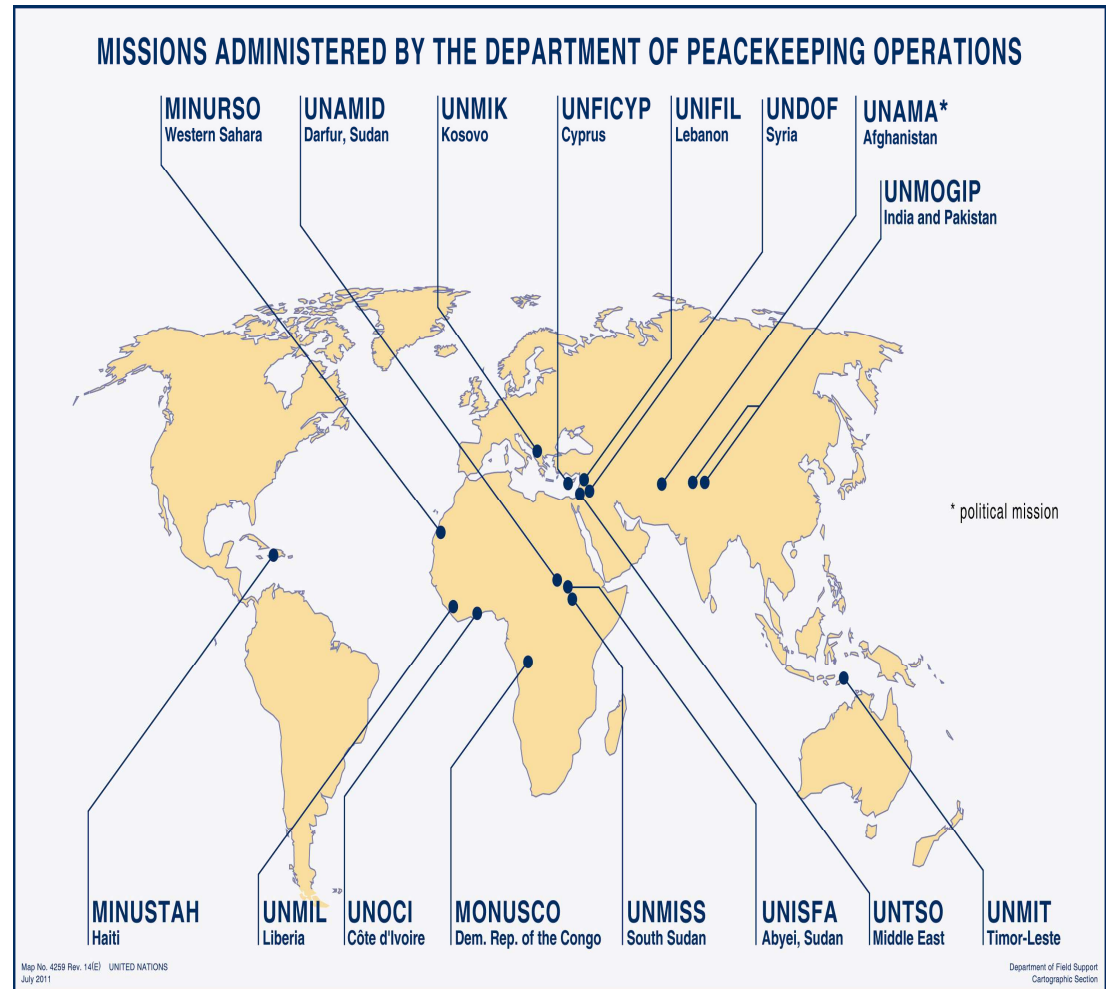 MISSIONS ADMINISTERED BY THE DEPARTMENT OF PEACEKEEPING OPERATIONS
MINURSO
Western Sahara
UNAMID
Darfur, Sudan
UNMIK
Kosovo
UNFICYP
Cyprus
UNIFIL
Lebanon
UNDOF
Syria
UNAMA*
Afghanistan
UNMOGIP
India and Pakistan
* political mission
MINUSTAH
Haiti
UNMIL
Liberia
UNOCI
Côte d'Ivoire
MONUSCO
Dem. Rep. of the Congo
UNMISS
South Sudan
UNISFA
Abyei, Sudan
UNTSO
Middle East
UNMIT
Timor-Leste
Map No. 4259 Rev. 14(E) UNITED NATIONS
July 2011
Department of Field Support
Cartographic Section